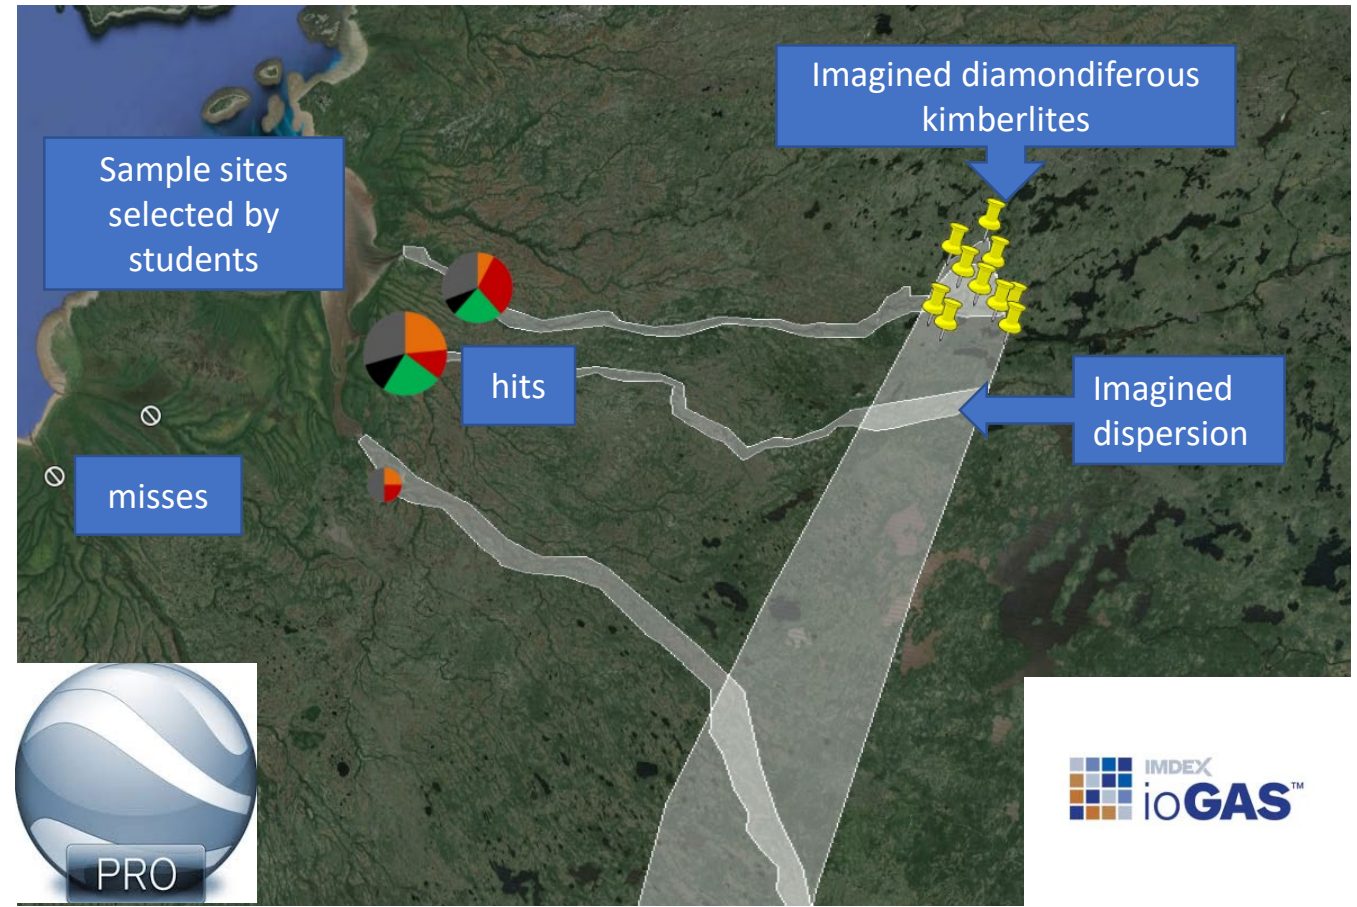 Imagined diamondiferous
kimberlites
Sample sites
selected by
students
hits
Imagined
dispersion
misses
PRO
IMDEX
ioGAS™